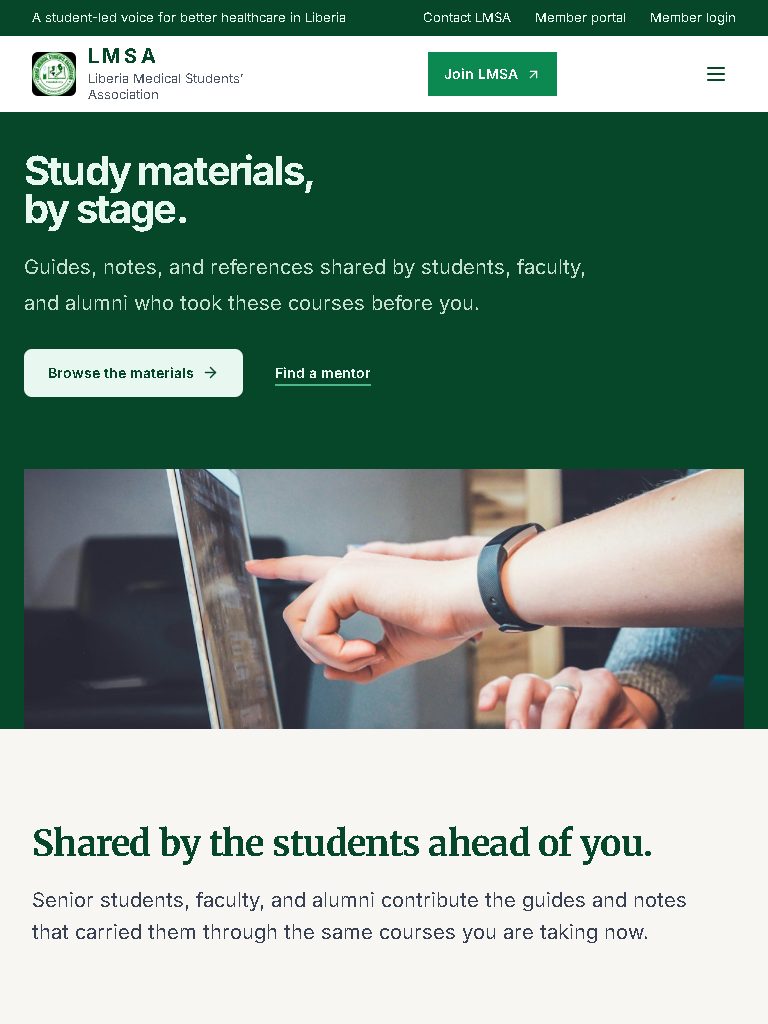 A student-led voice for better healthcare in Liberia
Contact LMSA
Member portal
Member login
LMSA
Liberia Medical Students'
Association
Join LMSA
Study materials,
by stage.
Guides, notes, and references shared by students, faculty,
and alumni who took these courses before you.
Browse the materials
Find a mentor
Shared by the students ahead of you.
Senior students, faculty, and alumni contribute the guides and notes
that carried them through the same courses you are taking now.